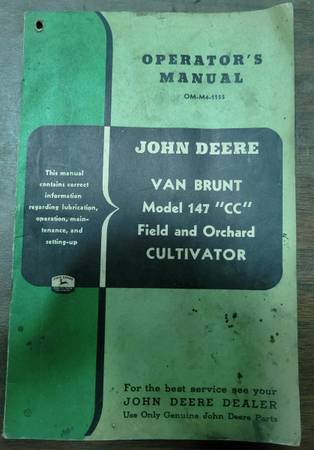 OPERATOR'S
MANUAL
OM-M4-1155
JOHN DEERE
VAN BRUNT
Model 147 "CC"
Field and Orchard
CULTIVATOR
This manual
contains correct
information
regarding lubrication,
operation, main-
tenance, and
setting-up
For the best service see your
JOHN DEERE DEALER
Use Only Genuine John Deere Parts